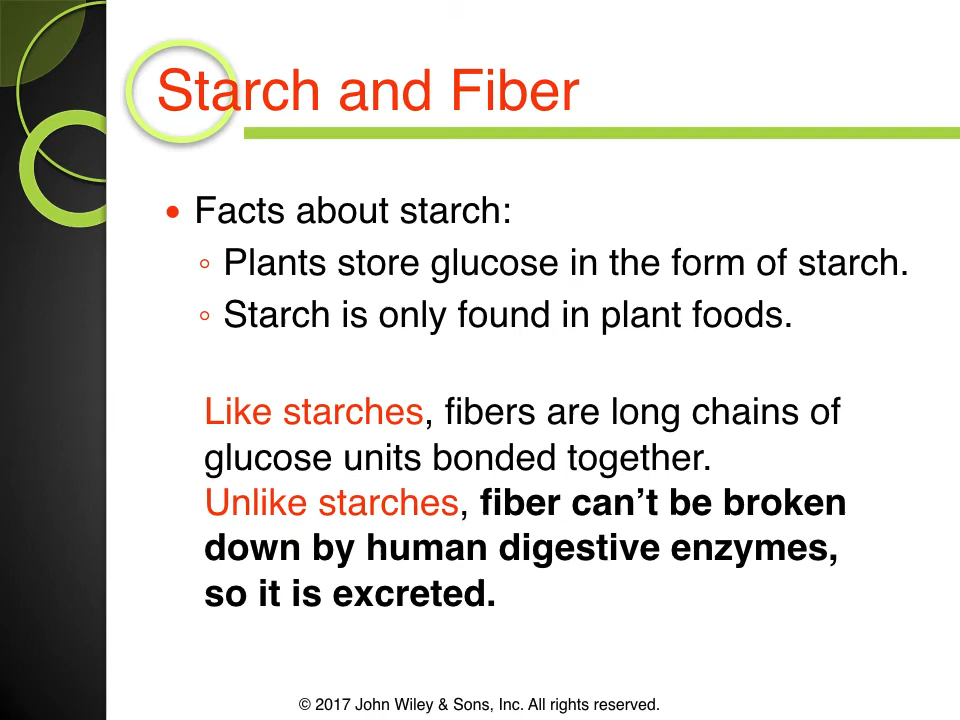 Starch and Fiber
• Facts about starch:
◦ Plants store glucose in the form of starch.
◦ Starch is only found in plant foods.
Like starches, fibers are long chains of
glucose units bonded together.
Unlike starches, fiber can’t be broken
down by human digestive enzymes,
so it is excreted.
© 2017 John Wiley & Sons, Inc. All rights reserved.